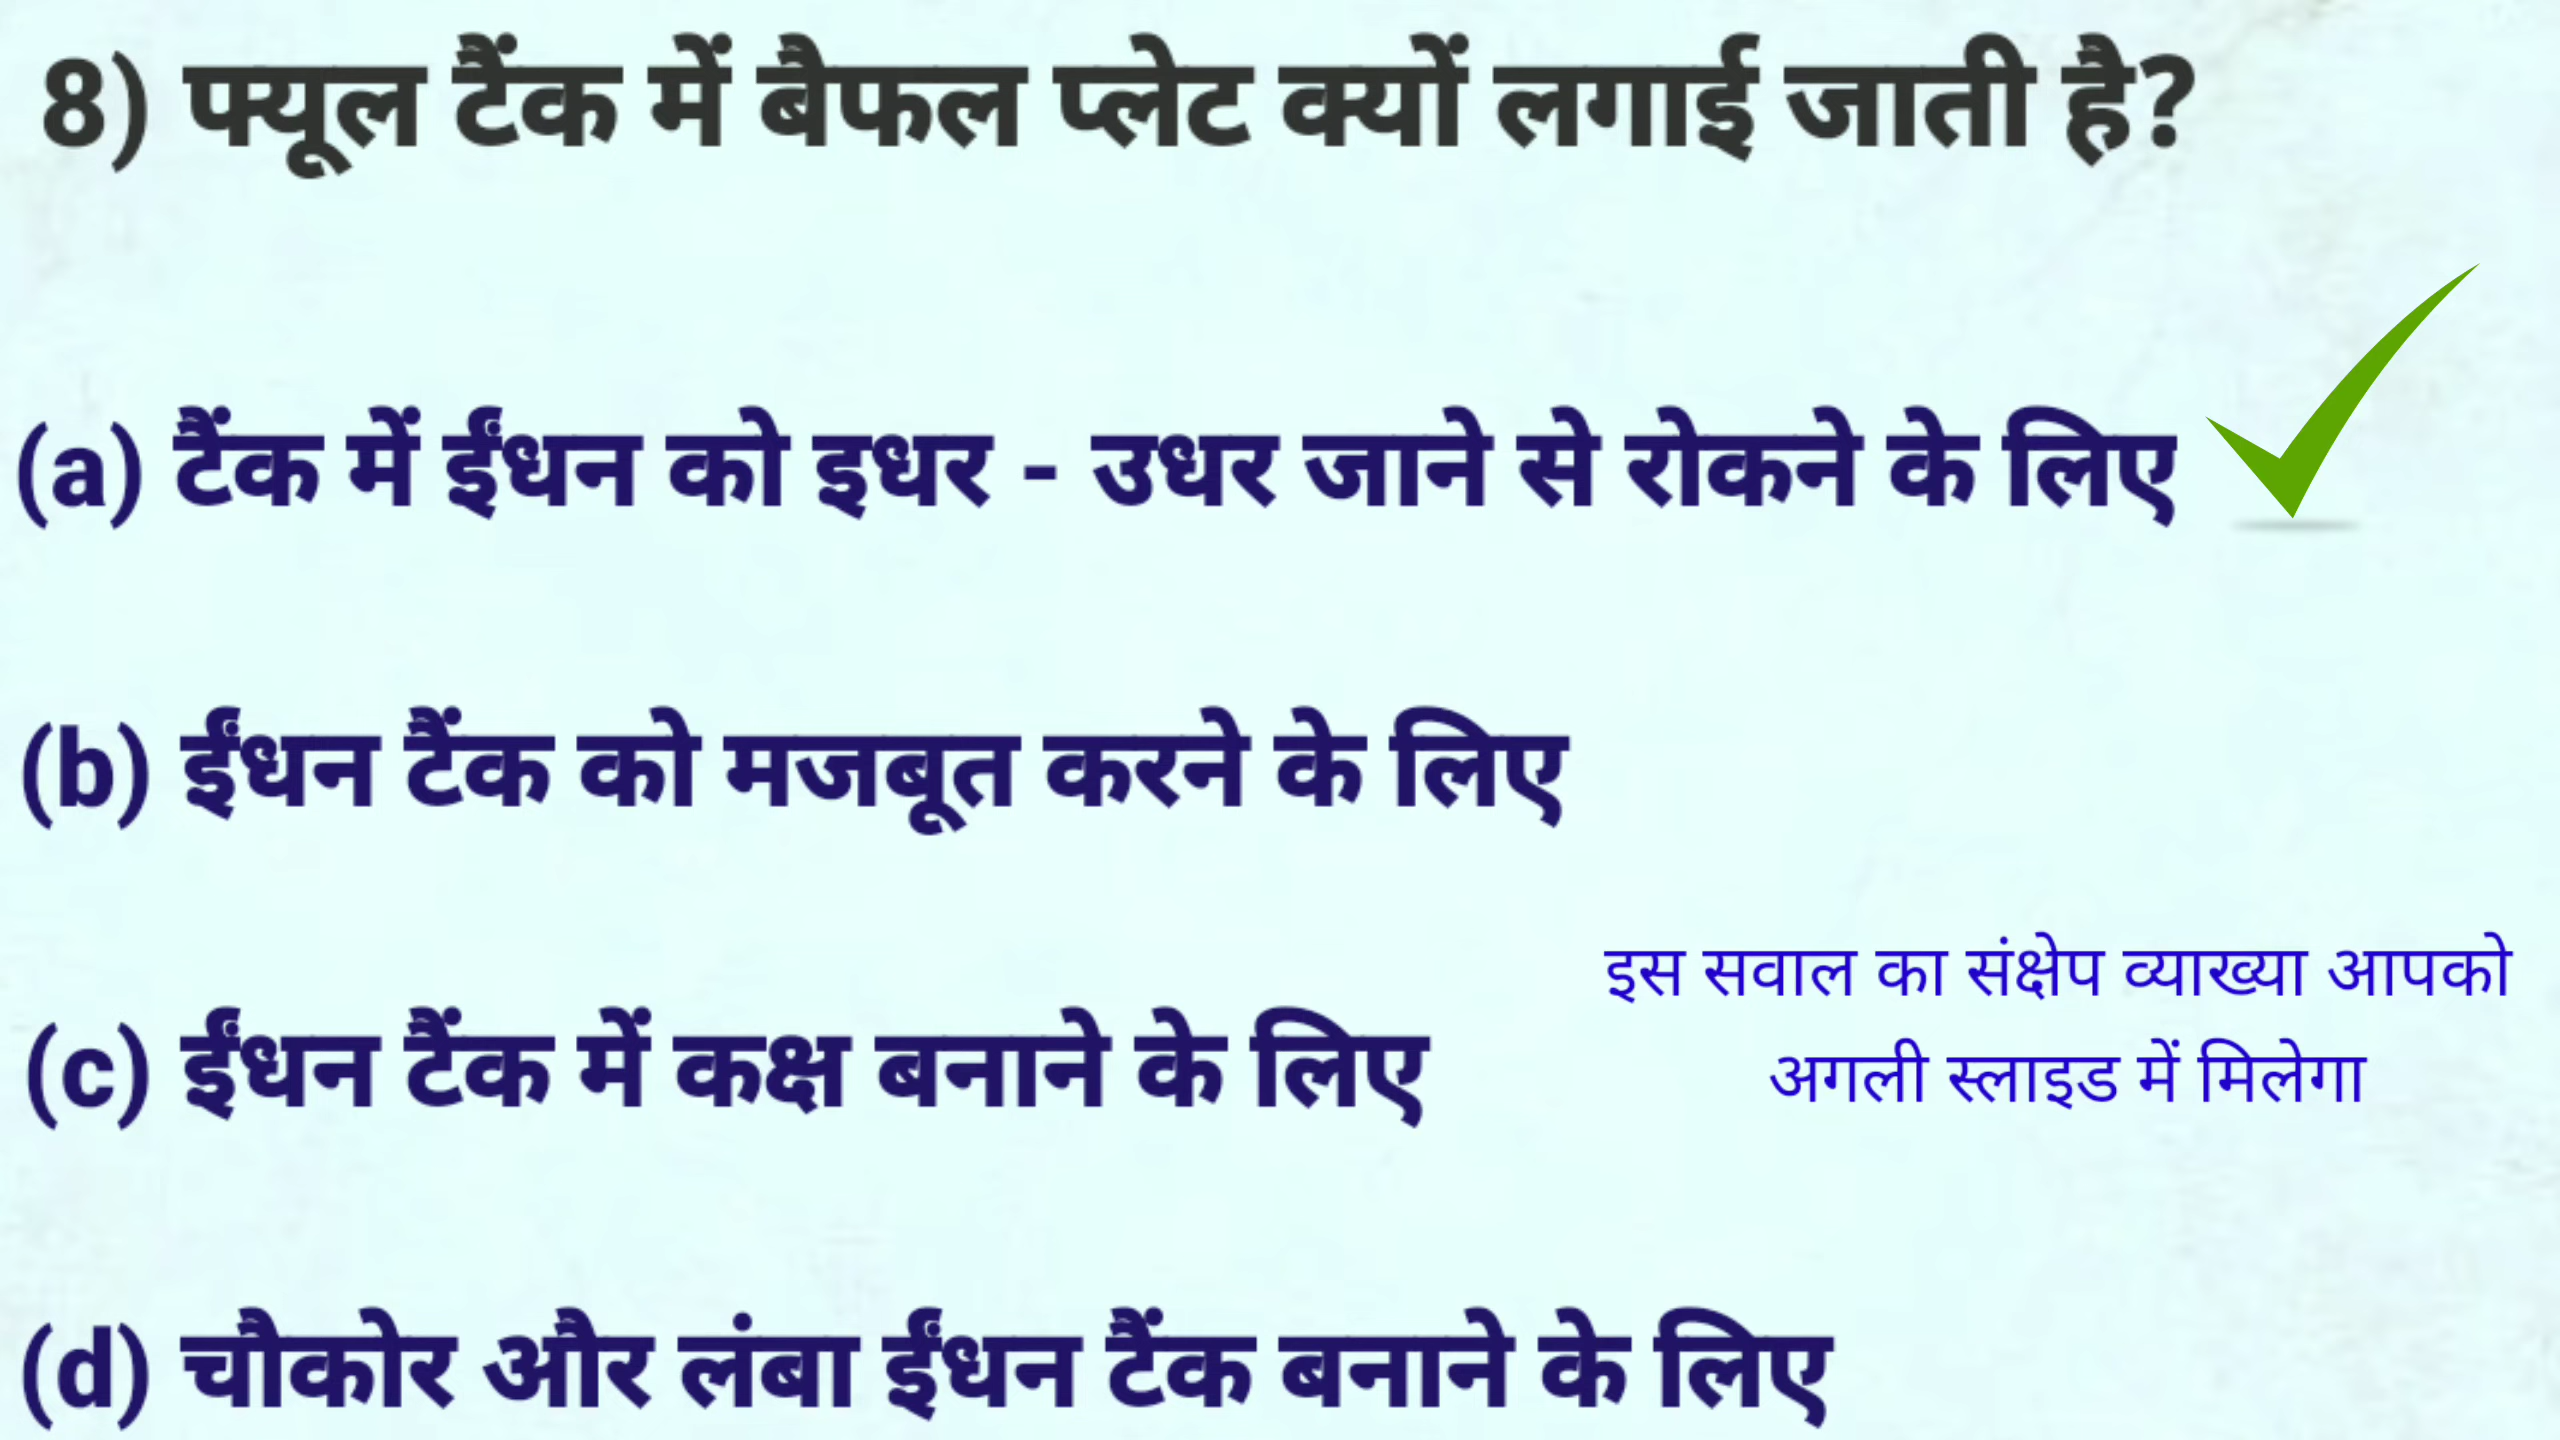 8) फ्यूल टैंक में बैफल प्लेट क्यों लगाई जाती है?
(a) टैंक में ईंधन को इधर - उधर जाने से रोकने के लिए
(b) ईंधन टैंक को मजबूत करने के लिए
(c) ईंधन टैंक में कक्ष बनाने के लिए
इस सवाल का संक्षेप व्याख्या आपको
अगली स्लाइड में मिलेगा
(d) चौकोर और लंबा ईंधन टैंक बनाने के लिए